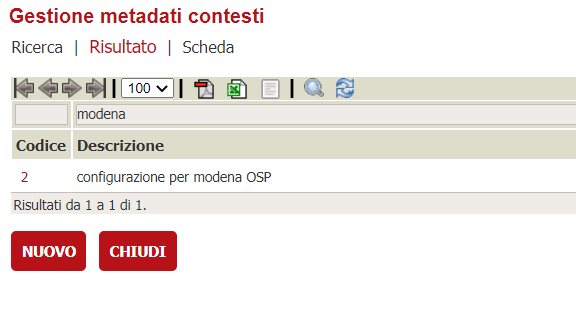 Gestione metadati contesti
Ricerca | Risultato | Scheda
100
modena
Codice Descrizione
2 configurazione per modena OSP
Risultati da 1 a 1 di 1.
NUOVO CHIUDI